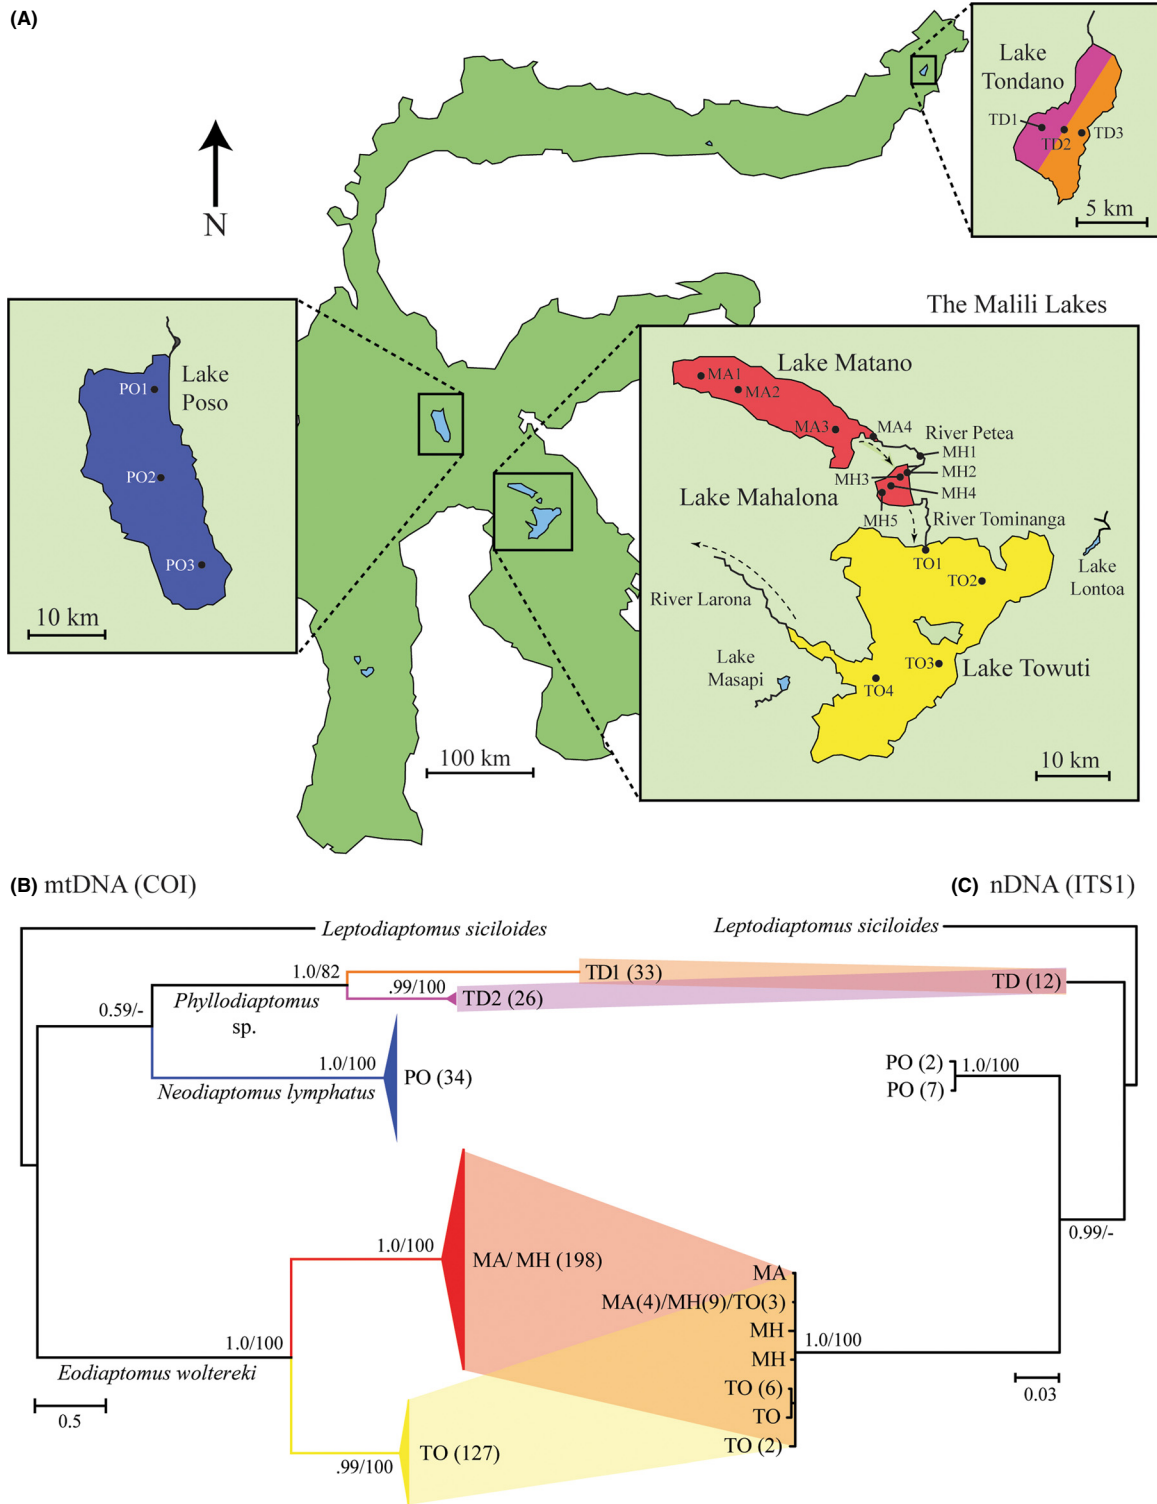 (A)
N
Lake
Tondano
TD1
TD2
TD3
5 km
Lake
Poso
PO1
PO2
PO3
10 km
100 km
The Malili Lakes
Lake Matano
MA1
MA2
MA3
MA4
River Petea
MH1
MH2
MH3
MH4
Lake Mahalona
MH5
River Tominanga
TO1
TO2
Lake
Lontoa
River Larona
Lake
Masapi
TO3
Lake Towuti
TO4
10 km
(B) mtDNA (COI)
Leptodiaptomus siciloides
1.0/82
TD1 (33)
.99/100
TD2 (26)
Phyllodiaptomus
sp.
0.59/-
1.0/100
PO (34)
Neodiaptomus lymphatus
1.0/100
MA/ MH (198)
1.0/100
Eodiaptomus woltereki
0.5
.99/100
TO (127)
(C) nDNA (ITS1)
Leptodiaptomus siciloides
TD (12)
PO (2)
1.0/100
PO (7)
0.99/-
MA
MA(4)/MH(9)/TO(3)
MH
1.0/100
MH
TO (6)
TO
TO (2)
0.03